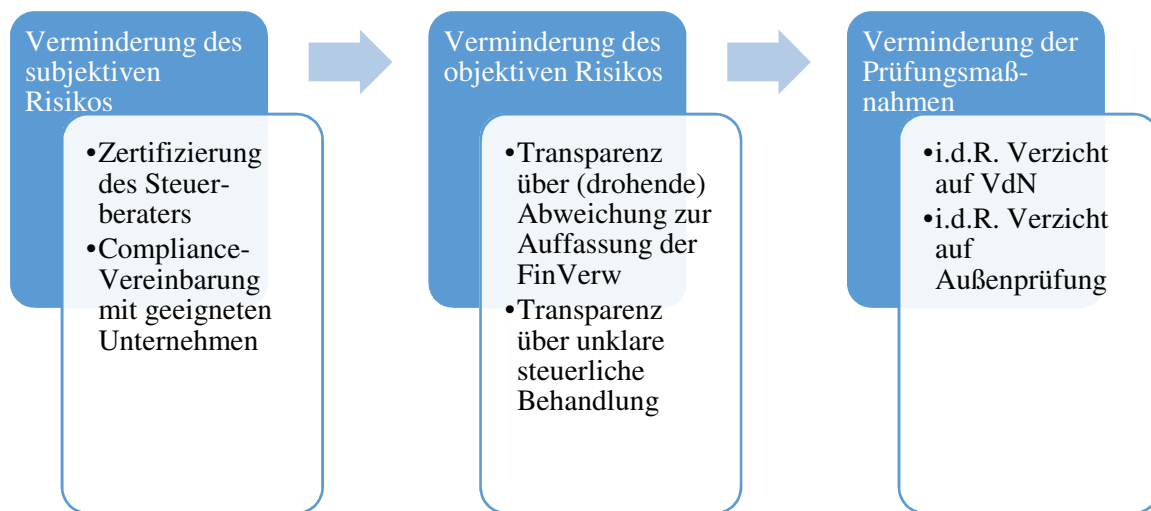 Verminderung des
subjektiven
Risikos
•Zertifizierung
des Steuer-
beraters
•Compliance-
Vereinbarung
mit geeigneten
Unternehmen
Verminderung des
objektiven Risikos
•Transparenz
über (drohende)
Abweichung zur
Auffassung der
FinVerw
•Transparenz
über unklare
steuerliche
Behandlung
Verminderung der
Prüfungsmaß-
nahmen
•i.d.R. Verzicht
auf VdN
•i.d.R. Verzicht
auf
Außenprüfung